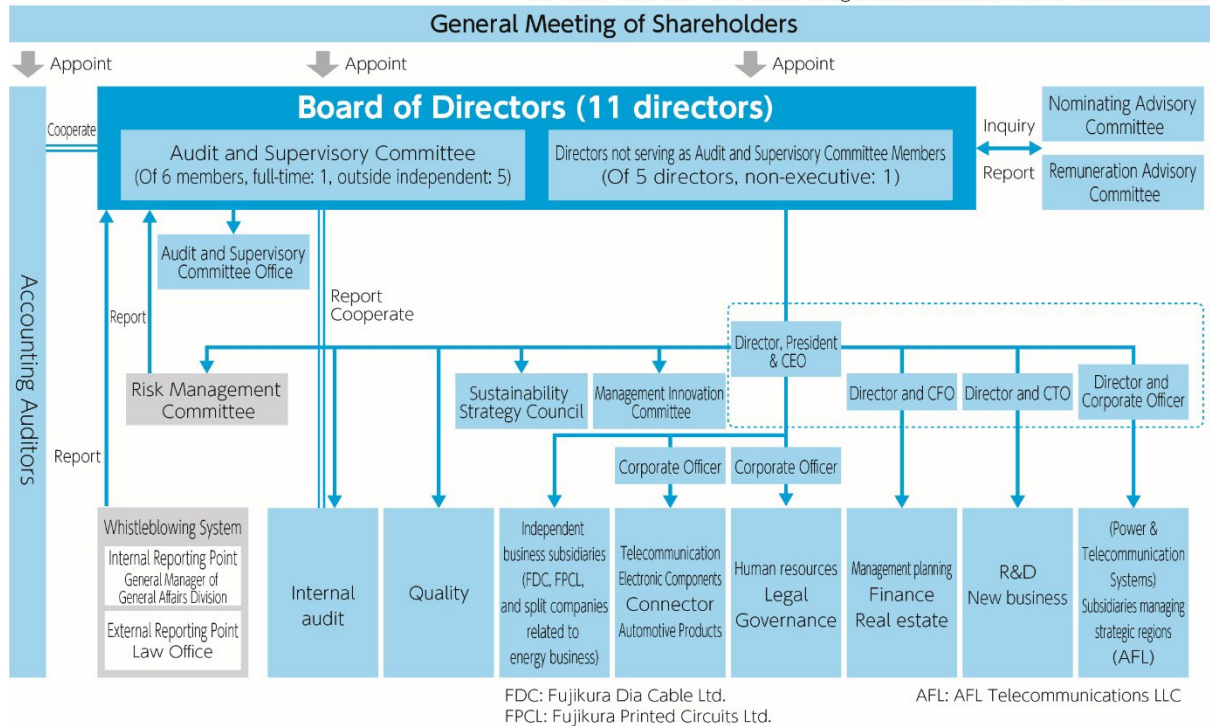 General Meeting of Shareholders
Appoint
Appoint
Appoint
Accounting Auditors
Cooperate
Board of Directors (11 directors)
Audit and Supervisory Committee
(Of 6 members, full-time: 1, outside independent: 5)
Directors not serving as Audit and Supervisory Committee Members
(Of 5 directors, non-executive: 1)
Inquiry
Report
Nominating Advisory
Committee
Remuneration Advisory
Committee
Audit and Supervisory
Committee Office
Report
Report
Cooperate
Director, President
& CEO
Risk Management
Committee
Sustainability
Strategy Council
Management Innovation
Committee
Director and CFO
Director and CTO
Director and
Corporate Officer
Report
Corporate Officer
Corporate Officer
Whistleblowing System
Internal Reporting Point
General Manager of
General Affairs Division
External Reporting Point
Law Office
Internal
audit
Quality
Independent
business subsidiaries
(FDC, FPCL,
and split companies
related to
energy business)
Telecommunication
Electronic Components
Connector
Automotive Products
Human resources
Legal
Governance
Management planning
Finance
Real estate
R&D
New business
(Power &
Telecommunication
Systems)
Subsidiaries managing
strategic regions
(AFL)
FDC: Fujikura Dia Cable Ltd.
FPCL: Fujikura Printed Circuits Ltd.
AFL: AFL Telecommunications LLC